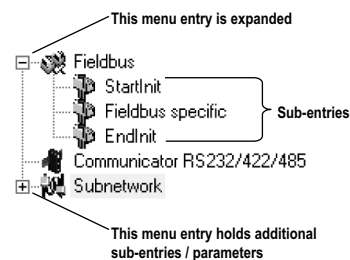 This menu entry is expanded
Fieldbus
StartInit
Fieldbus specific
EndInit
Sub-entries
Communicator RS232/422/485
Subnetwork
This menu entry holds additional
sub-entries / parameters